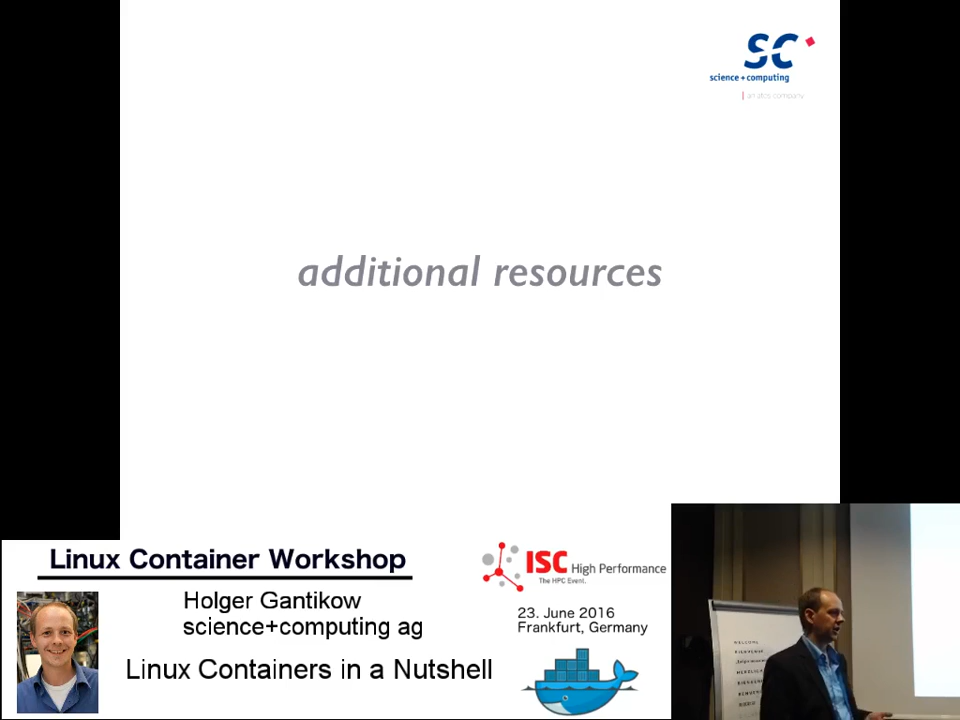 SC
science + computing
an atos company
additional resources
Linux Container Workshop
Holger Gantikow
science+computing ag
Linux Containers in a Nutshell
ISC High Performance
The HPC Event.
23. June 2016
Frankfurt, Germany
WELCOME